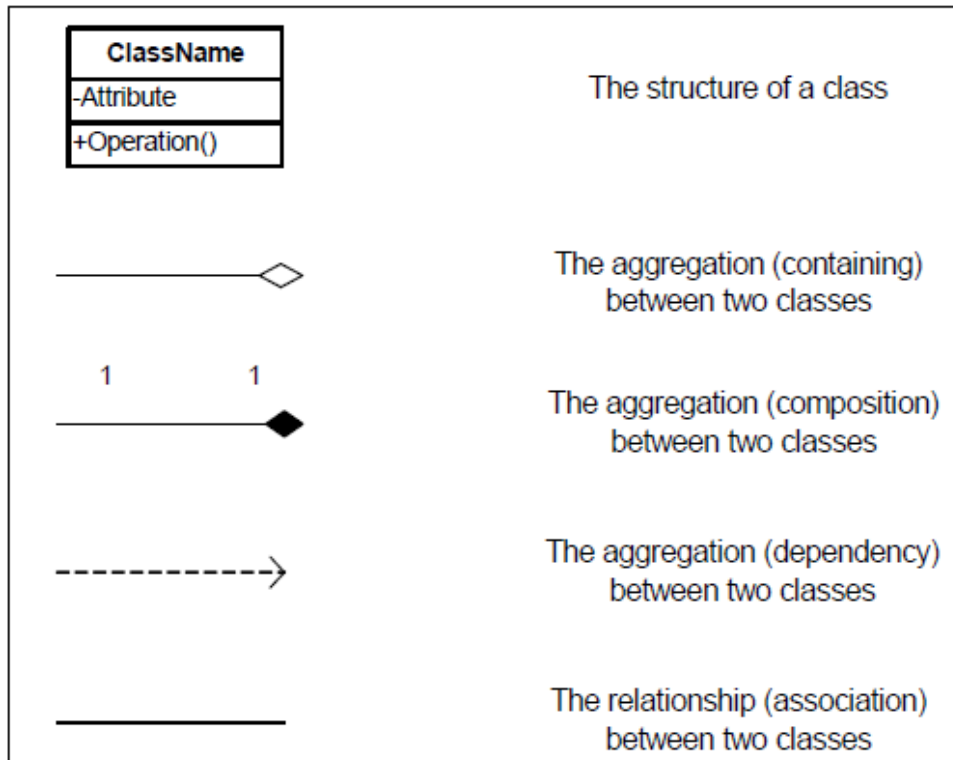 ClassName
-Attribute
+Operation()
The structure of a class
The aggregation (containing)
between two classes
1 1
The aggregation (composition)
between two classes
The aggregation (dependency)
between two classes
The relationship (association)
between two classes